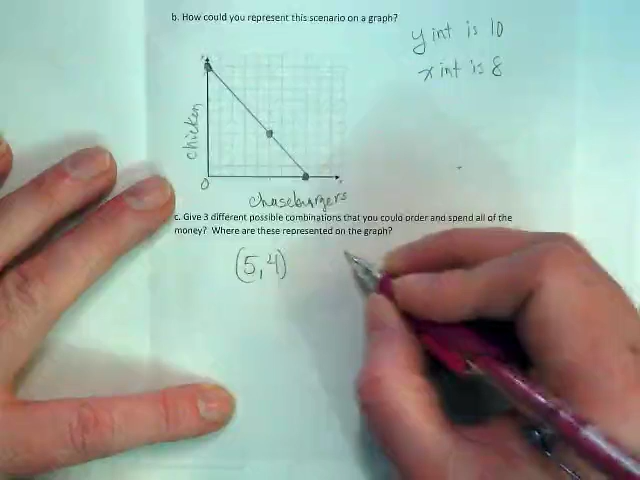 b. How could you represent this scenario on a graph?
y int is 10
x int is 8
chicken
0
chuseburgers
c. Give 3 different possible combinations that you could order and spend all of the
money? Where are these represented on the graph?
(5,4)